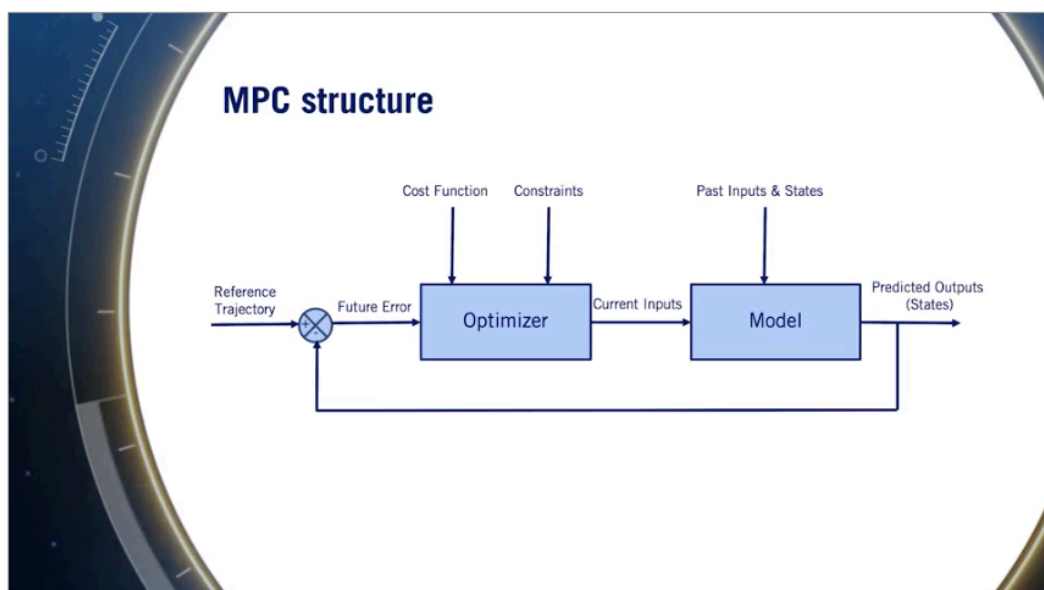 MPC structure
Cost Function
Constraints
Past Inputs & States
Reference
Trajectory
+
-
Future Error
Optimizer
Current Inputs
Model
Predicted Outputs
(States)